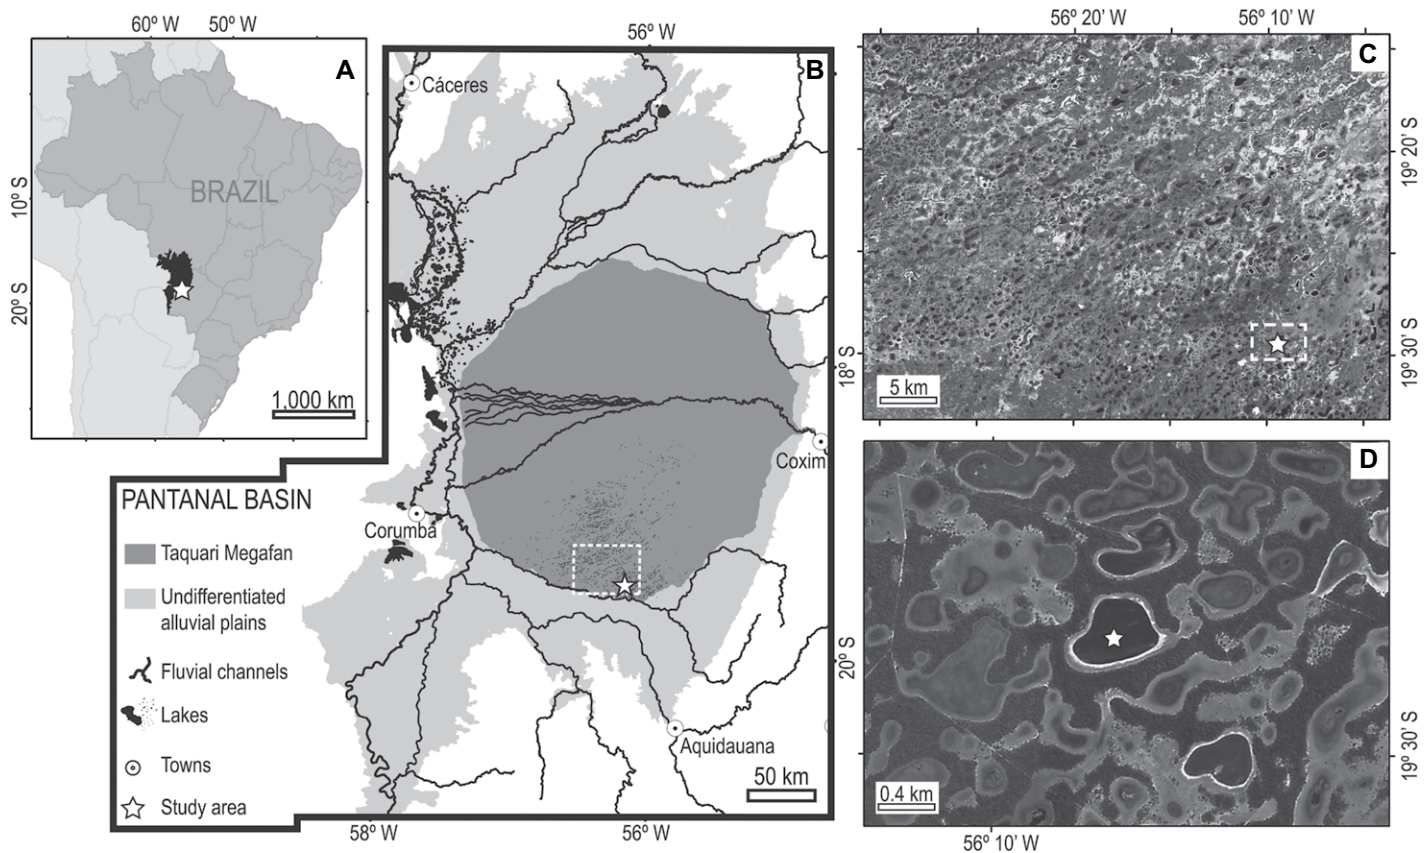 60º W
50º W
10º S
20º S
A
BRAZIL
1,000 km
56º W
B
Cáceres
18º S
Coxim
Corumbá
20º S
Aquidauana
50 km
58º W
56º W
PANTANAL BASIN
Taquari Megafan
Undifferentiated
alluvial plains
Fluvial channels
Lakes
Towns
Study area
56º 20' W
56º 10' W
C
19º 20' S
19º 30' S
5 km
D
19º 30' S
0.4 km
56º 10' W